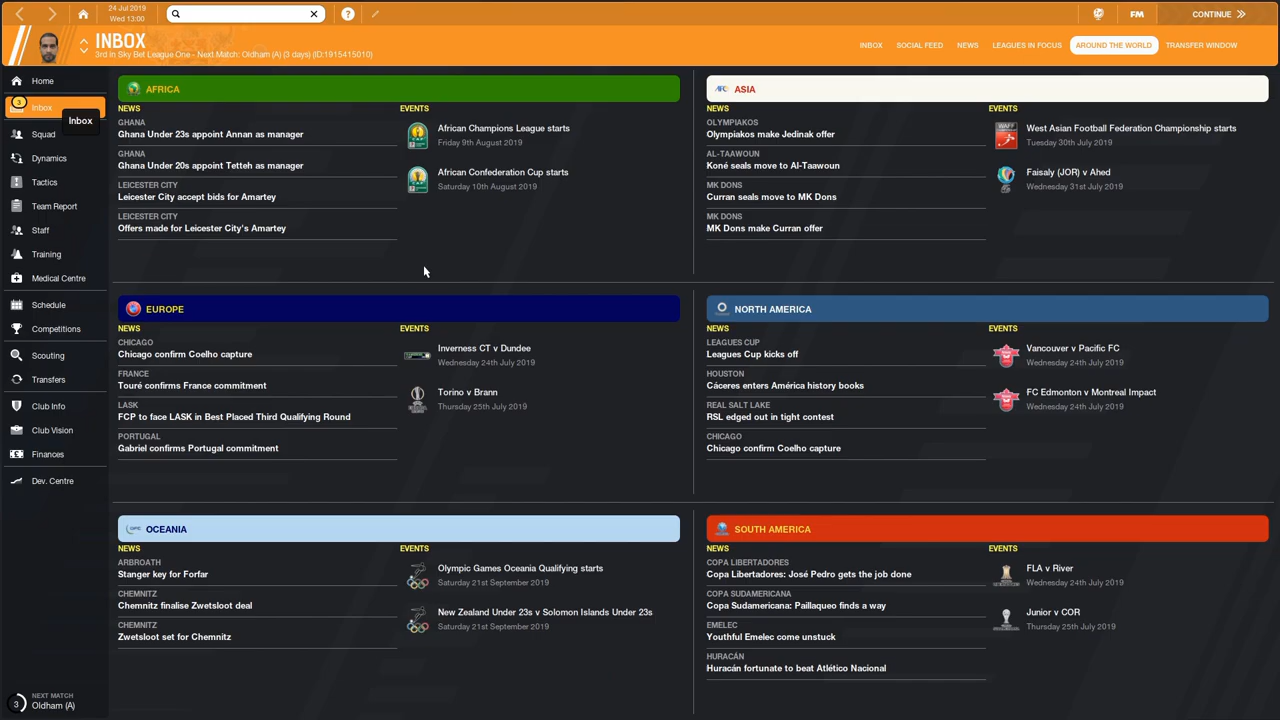 24 Jul 2019
Wed 13:00
?
FM
CONTINUE
INBOX
3rd in Sky Bet League One - Next Match: Oldham (A) (3 days) (ID:1915415010)
INBOX
SOCIAL FEED
NEWS
LEAGUES IN FOCUS
AROUND THE WORLD
TRANSFER WINDOW
Home
3
Inbox
Inbox
Squad
Dynamics
Tactics
Team Report
Staff
Training
Medical Centre
Schedule
Competitions
Scouting
Transfers
Club Info
Club Vision
Finances
Dev. Centre
3
NEXT MATCH
Oldham (A)
AFRICA
NEWS
GHANA
Ghana Under 23s appoint Annan as manager
GHANA
Ghana Under 20s appoint Tetteh as manager
LEICESTER CITY
Leicester City accept bids for Amartey
LEICESTER CITY
Offers made for Leicester City's Amartey
EVENTS
African Champions League starts
Friday 9th August 2019
African Confederation Cup starts
Saturday 10th August 2019
ASIA
NEWS
OLYMPIAKOS
Olympiakos make Jedinak offer
AL-TAAWOUN
Koné seals move to Al-Taawoun
MK DONS
Curran seals move to MK Dons
MK DONS
MK Dons make Curran offer
EVENTS
West Asian Football Federation Championship starts
Tuesday 30th July 2019
Faisaly (JOR) v Ahed
Wednesday 31st July 2019
EUROPE
NEWS
CHICAGO
Chicago confirm Coelho capture
FRANCE
Touré confirms France commitment
LASK
FCP to face LASK in Best Placed Third Qualifying Round
PORTUGAL
Gabriel confirms Portugal commitment
EVENTS
Inverness CT v Dundee
Wednesday 24th July 2019
Torino v Brann
Thursday 25th July 2019
NORTH AMERICA
NEWS
LEAGUES CUP
Leagues Cup kicks off
HOUSTON
Cáceres enters América history books
REAL SALT LAKE
RSL edged out in tight contest
CHICAGO
Chicago confirm Coelho capture
EVENTS
Vancouver v Pacific FC
Wednesday 24th July 2019
FC Edmonton v Montreal Impact
Wednesday 24th July 2019
OCEANIA
NEWS
ARBROATH
Stanger key for Forfar
CHEMNITZ
Chemnitz finalise Zwetsloot deal
CHEMNITZ
Zwetsloot set for Chemnitz
EVENTS
Olympic Games Oceania Qualifying starts
Saturday 21st September 2019
New Zealand Under 23s v Solomon Islands Under 23s
Saturday 21st September 2019
SOUTH AMERICA
NEWS
COPA LIBERTADORES
Copa Libertadores: José Pedro gets the job done
COPA SUDAMERICANA
Copa Sudamericana: Paillaqueo finds a way
EMELEC
Youthful Emelec come unstuck
HURACÁN
Huracán fortunate to beat Atlético Nacional
EVENTS
FLA v River
Wednesday 24th July 2019
Junior v COR
Thursday 25th July 2019